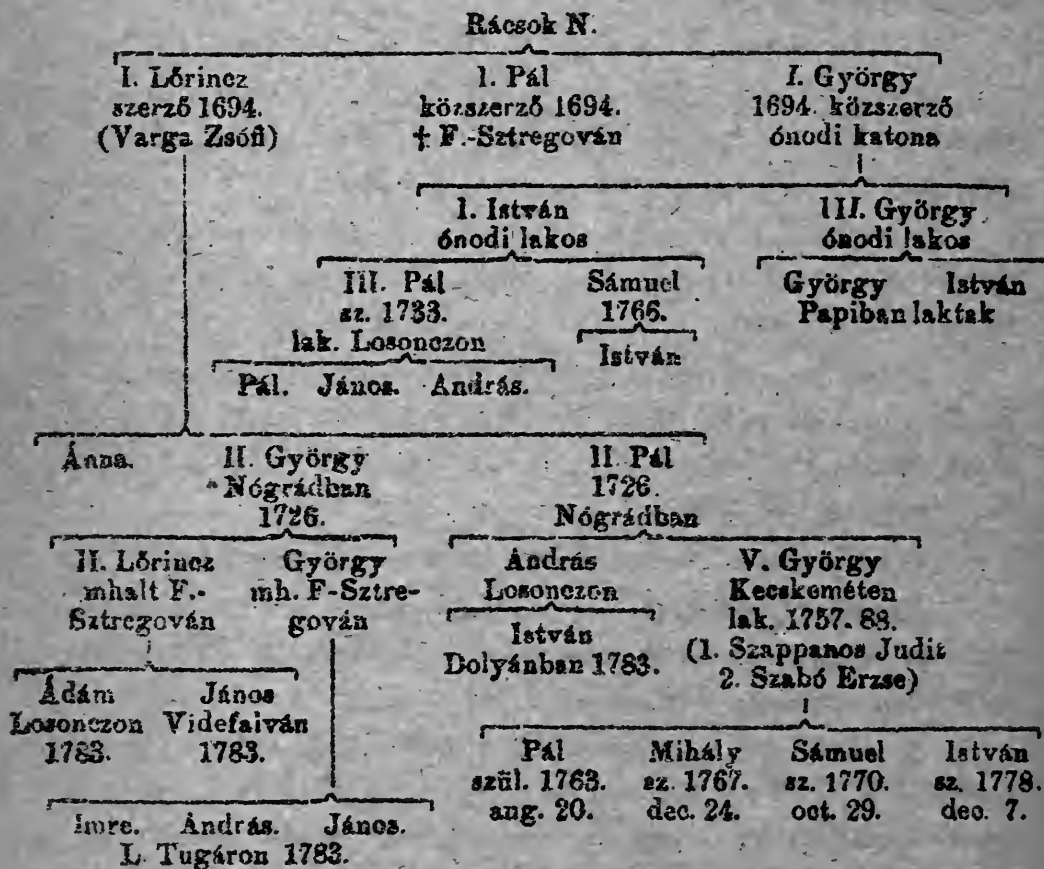 Rácsok N.
I. Lőrincz I. Pál I. György
szerző 1694. közszerző 1694. 1694. közszerző
(Varga Zsófi) † F.-Sztregován ónodi katona
I. István III. György
ónodi lakos ónodi lakos
III. Pál Sámuel György István
sz. 1733. 1766. Papiban laktak
lak. Losonczon István
Pál. János. András.
Anna. II. György II. Pál
Nógrádban 1726.
1726. Nógrádban
II. Lőrincz György András V. György
mhalt F.- mh. F-Sztre- Losonczon Kecskeméten
Sztregován gován István lak. 1757. 88.
Dolyánban 1783. (1. Szappanos Judit
2. Szabó Erzse)
Ádám János
Losonczon Videfalván
1783. 1783.
Pál Mihály Sámuel István
szül. 1763. sz. 1767. sz. 1770. sz. 1778.
aug. 20. dec. 24. oct. 29. dec. 7.
Imre. András. János.
L. Tugáron 1783.